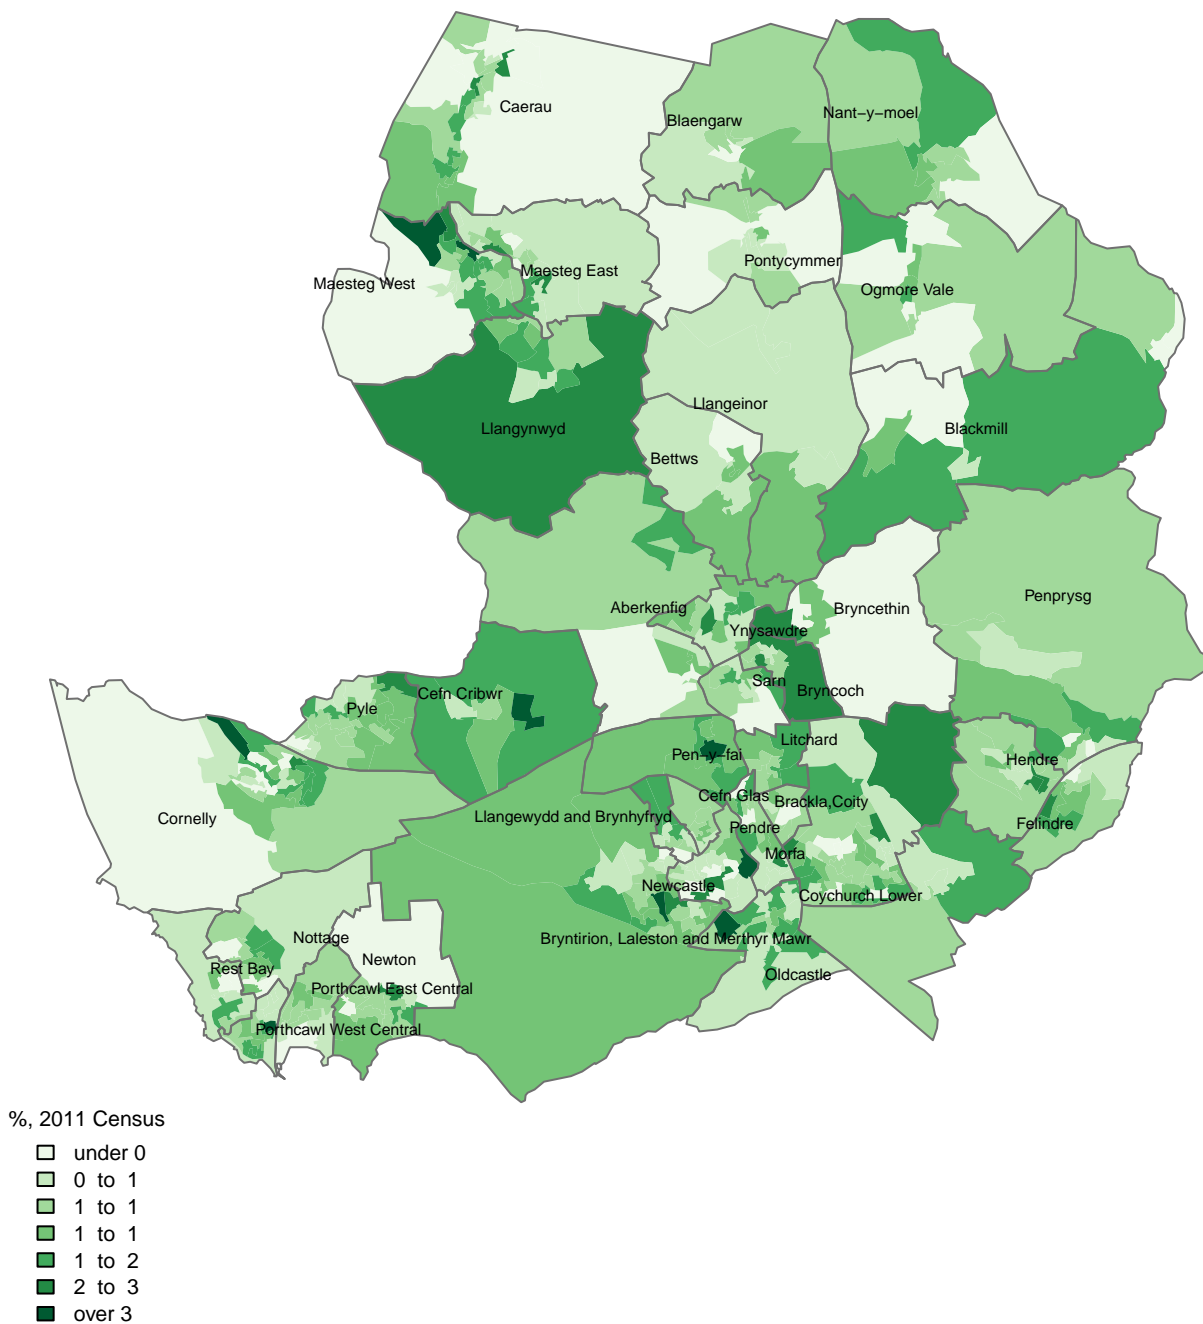 Caerau
Blaengarw
Nant−y−moel
Maesteg West
Maesteg East
Pontycymmer
Ogmore Vale
Llangeinor
Llangynwyd
Blackmill
Bettws
Aberkenfig
Ynysawdre
Bryncethin
Penprysg
Sarn
Bryncoch
Cefn Cribwr
Pyle
Litchard
Pen−y−fai
Hendre
Cefn Glas
Brackla,Coity
Cornelly
Llangewydd and Brynhyfryd
Pendre
Felindre
Morfa
Newcastle
Coychurch Lower
Nottage
Bryntirion, Laleston and Merthyr Mawr
Newton
Rest Bay
Oldcastle
Porthcawl East Central
Porthcawl West Central
%, 2011 Census
under 0
0 to 1
1 to 1
1 to 1
1 to 2
2 to 3
over 3